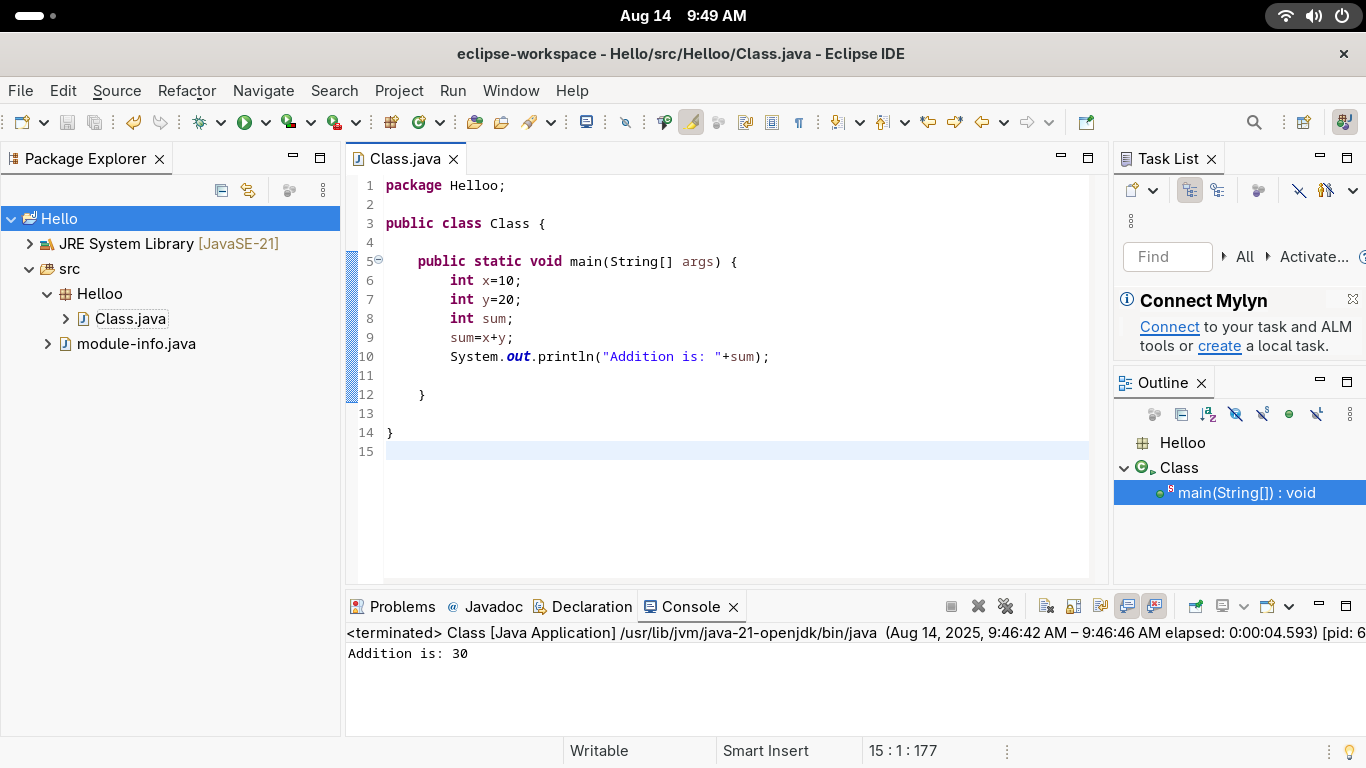 Aug 14 9:49 AM
eclipse-workspace - Hello/src/Helloo/Class.java - Eclipse IDE
File Edit Source Refactor Navigate Search Project Run Window Help
Package Explorer
Hello
JRE System Library [JavaSE-21]
src
Helloo
Class.java
module-info.java
Class.java
1 package Helloo;
2
3 public class Class {
4
5 public static void main(String[] args) {
6 int x=10;
7 int y=20;
8 int sum;
9 sum=x+y;
10 System.out.println("Addition is: "+sum);
11
12 }
13
14 }
15
Task List
Find All Activate...
Connect Mylyn
Connect to your task and ALM
tools or create a local task.
Outline
Helloo
Class
main(String[]) : void
Problems Javadoc Declaration Console
<terminated> Class [Java Application] /usr/lib/jvm/java-21-openjdk/bin/java (Aug 14, 2025, 9:46:42 AM – 9:46:46 AM elapsed: 0:00:04.593) [pid: 6
Addition is: 30
Writable Smart Insert 15 : 1 : 177